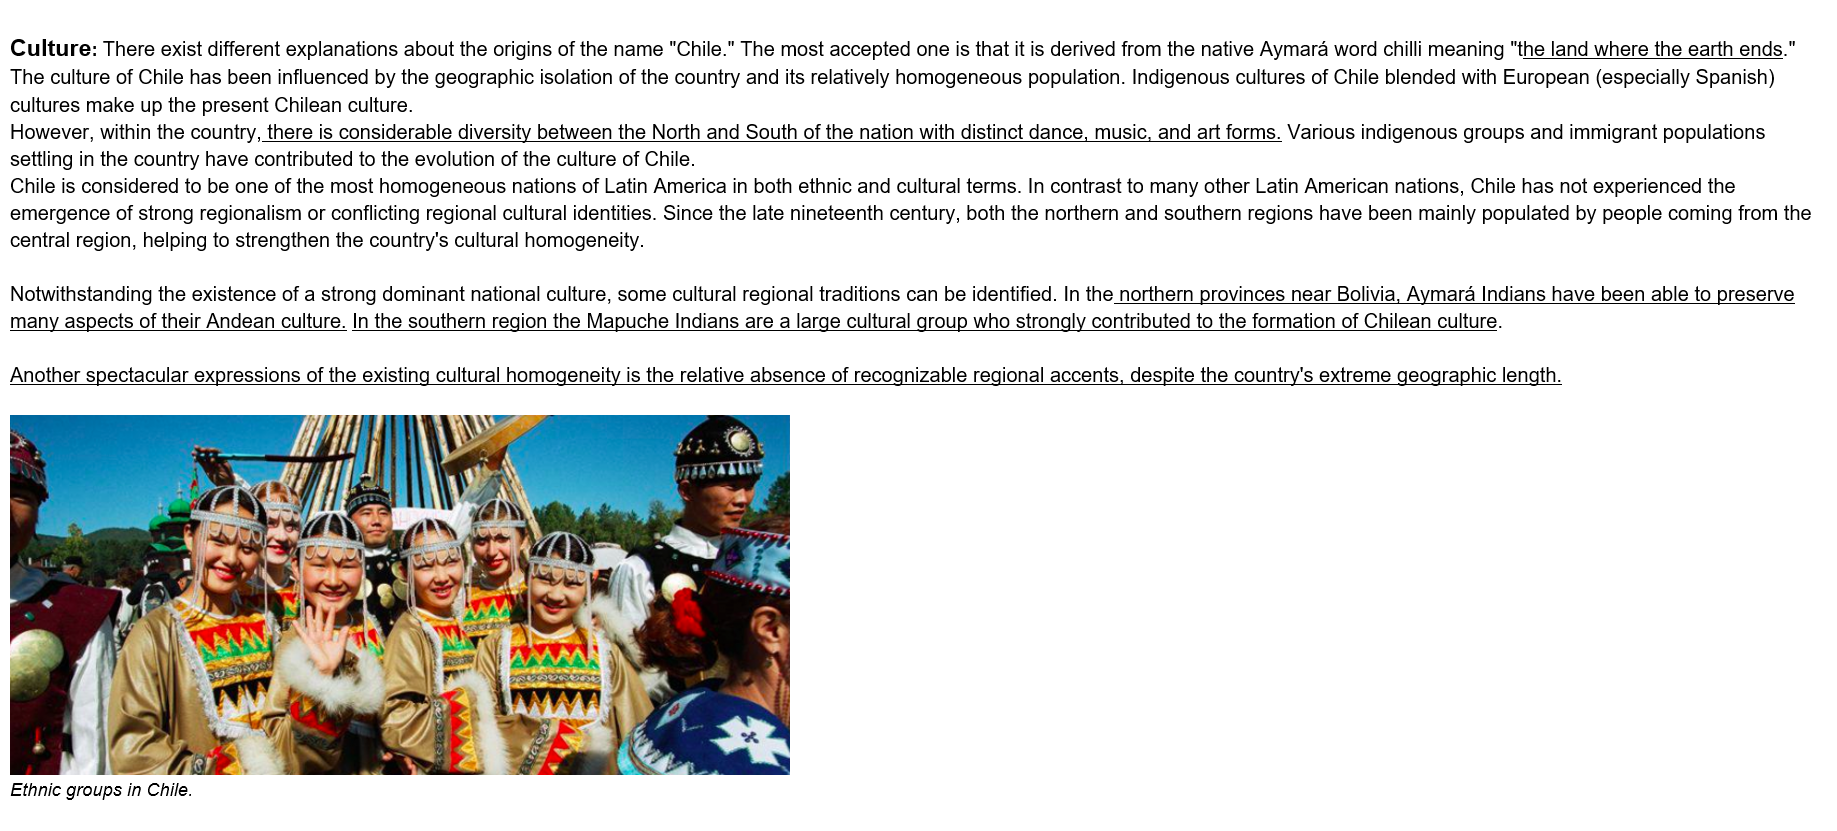 Culture: There exist different explanations about the origins of the name "Chile." The most accepted one is that it is derived from the native Aymará word chilli meaning "the land where the earth ends."
The culture of Chile has been influenced by the geographic isolation of the country and its relatively homogeneous population. Indigenous cultures of Chile blended with European (especially Spanish)
cultures make up the present Chilean culture.
However, within the country, there is considerable diversity between the North and South of the nation with distinct dance, music, and art forms. Various indigenous groups and immigrant populations
settling in the country have contributed to the evolution of the culture of Chile.
Chile is considered to be one of the most homogeneous nations of Latin America in both ethnic and cultural terms. In contrast to many other Latin American nations, Chile has not experienced the
emergence of strong regionalism or conflicting regional cultural identities. Since the late nineteenth century, both the northern and southern regions have been mainly populated by people coming from the
central region, helping to strengthen the country's cultural homogeneity.
Notwithstanding the existence of a strong dominant national culture, some cultural regional traditions can be identified. In the northern provinces near Bolivia, Aymará Indians have been able to preserve
many aspects of their Andean culture. In the southern region the Mapuche Indians are a large cultural group who strongly contributed to the formation of Chilean culture.
Another spectacular expressions of the existing cultural homogeneity is the relative absence of recognizable regional accents, despite the country's extreme geographic length.
Ethnic groups in Chile.